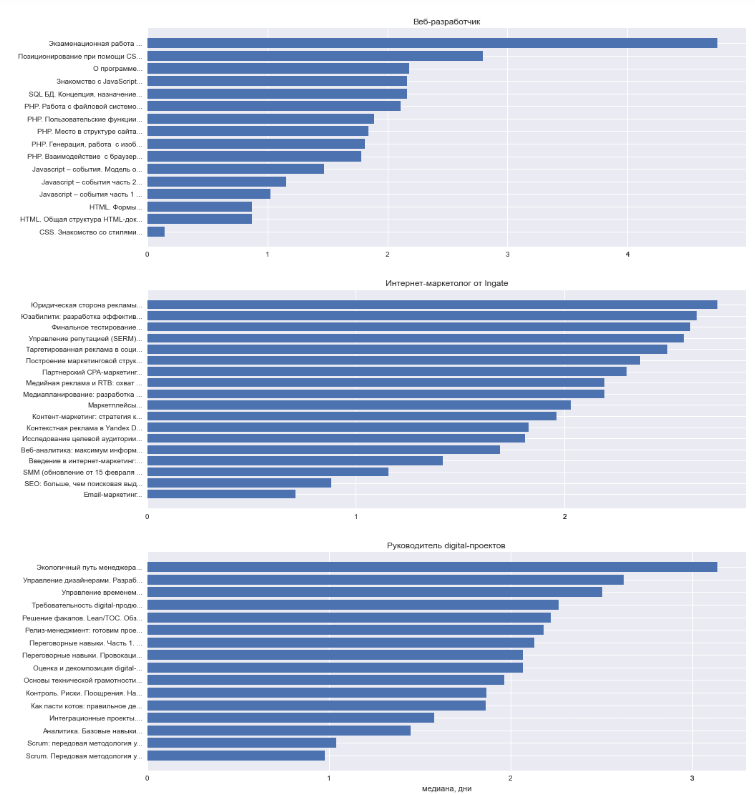 Веб-разработчик
Экзаменационная работа ...
Позиционирование при помощи CS...
О программе...
Знакомство с JavaScript...
SQL БД. Концепция, назначение...
PHP. Работа с файловой системо...
PHP. Пользовательские функции...
PHP. Место в структуре сайта...
PHP. Генерация, работа с изоб...
PHP. Взаимодействие с браузер...
Javascript – события. Модель о...
Javascript – события часть 2...
Javascript – события часть 1 ...
HTML. Формы...
HTML. Общая структура HTML-док...
CSS. Знакомство со стилями...
0 1 2 3 4
Интернет-маркетолог от Ingate
Юридическая сторона рекламы...
Юзабилити: разработка эффектив...
Финальное тестирование...
Управление репутацией (SERM)...
Таргетированная реклама в соци...
Построение маркетинговой струк...
Партнерский CPA-маркетинг...
Медийная реклама и RTB: охват ...
Медиапланирование: разработка ...
Маркетплейсы...
Контент-маркетинг: стратегия к...
Контекстная реклама в Yandex D...
Исследование целевой аудитории...
Веб-аналитика: максимум информ...
Введение в интернет-маркетинг:...
SMM (обновление от 15 февраля ...
SEO: больше, чем поисковая выд...
Email-маркетинг...
0 1 2
Руководитель digital-проектов
Экологичный путь менеджера...
Управление дизайнерами. Разраб...
Управление временем...
Требовательность digital-продю...
Решение факапов. Lean/TOC. Обз...
Релиз-менеджмент: готовим прое...
Переговорные навыки. Часть 1. ...
Переговорные навыки. Провокаци...
Оценка и декомпозиция digital-...
Основы технической грамотности...
Контроль. Риски. Поощрения. На...
Как пасти котов: правильное де...
Интеграционные проекты....
Аналитика. Базовые навыки...
Scrum: передовая методология у...
Scrum. Передовая методология у...
0 1 2 3
медиана, дни